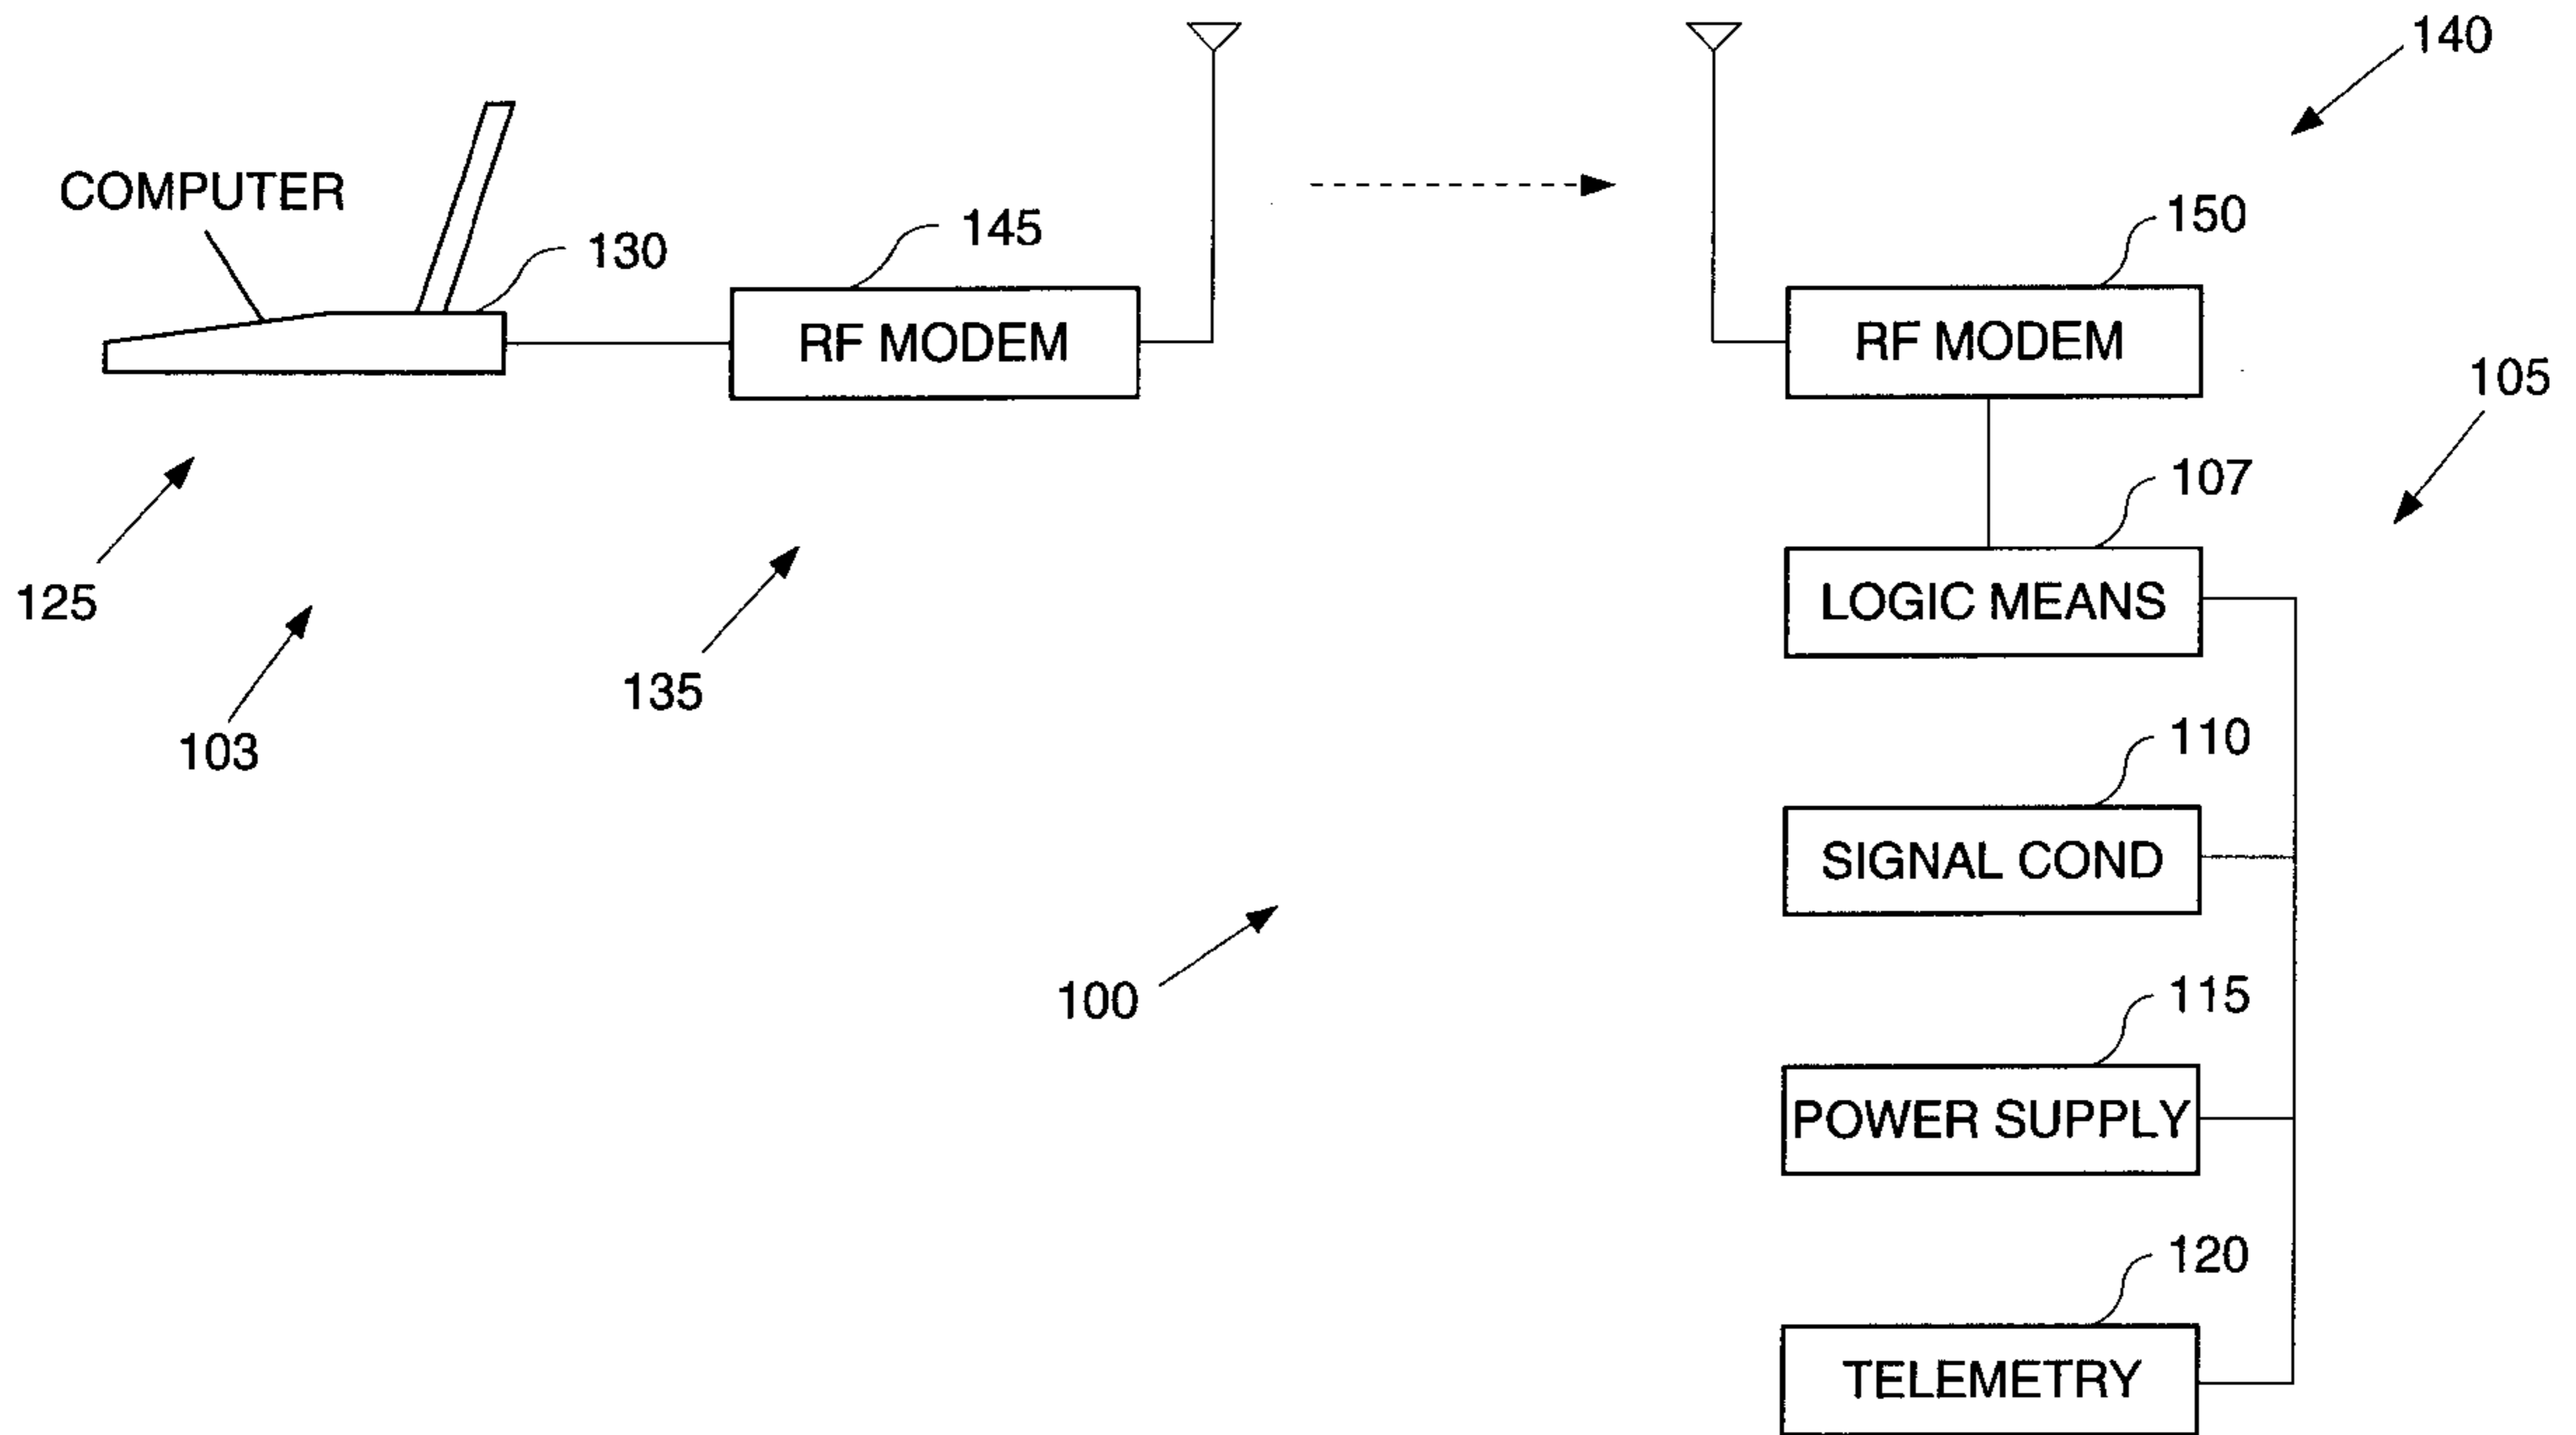 140
COMPUTER
130
145
150
RF MODEM
RF MODEM
105
125
107
103
135
LOGIC MEANS
110
SIGNAL COND
100
115
POWER SUPPLY
120
TELEMETRY